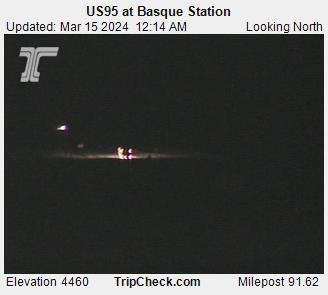 US95 at Basque Station
Updated: Mar 15 2024 12:14 AM Looking North
Elevation 4460 TripCheck.com Milepost 91.62